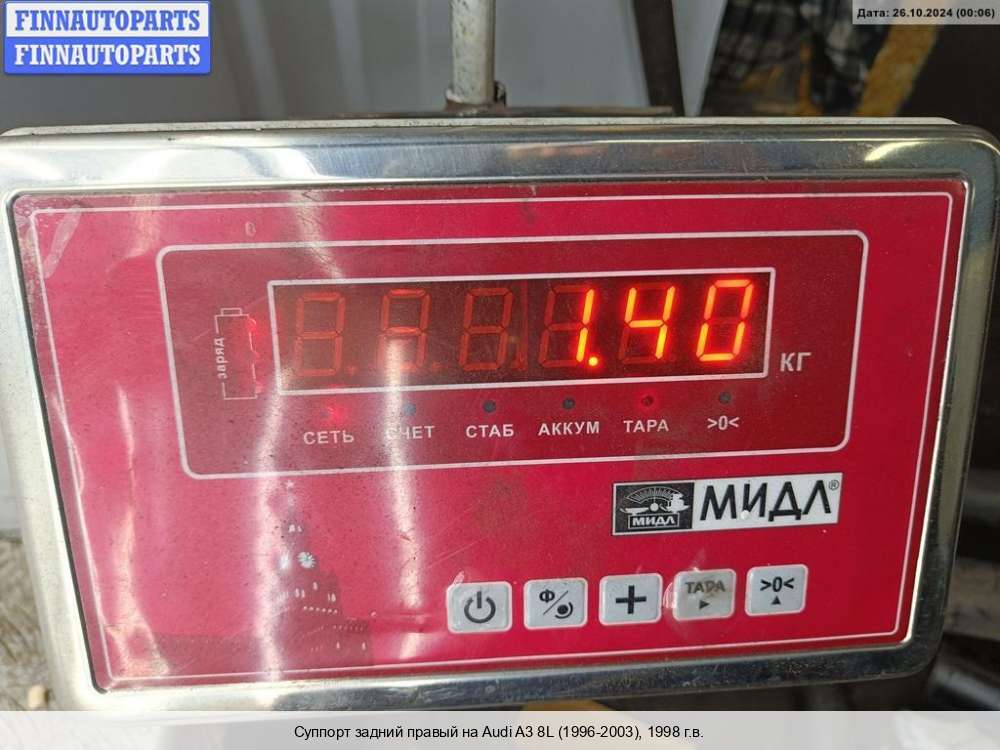 FINNAUTOPARTS
FINNAUTOPARTS
Дата: 26.10.2024 (00:06)
заряд
1.40
КГ
СЕТЬ СЧЕТ СТАБ АККУМ ТАРА >0<
МИДЛ МИДЛ®
Ф ТАРА >0<
Суппорт задний правый на Audi A3 8L (1996-2003), 1998 г.в.